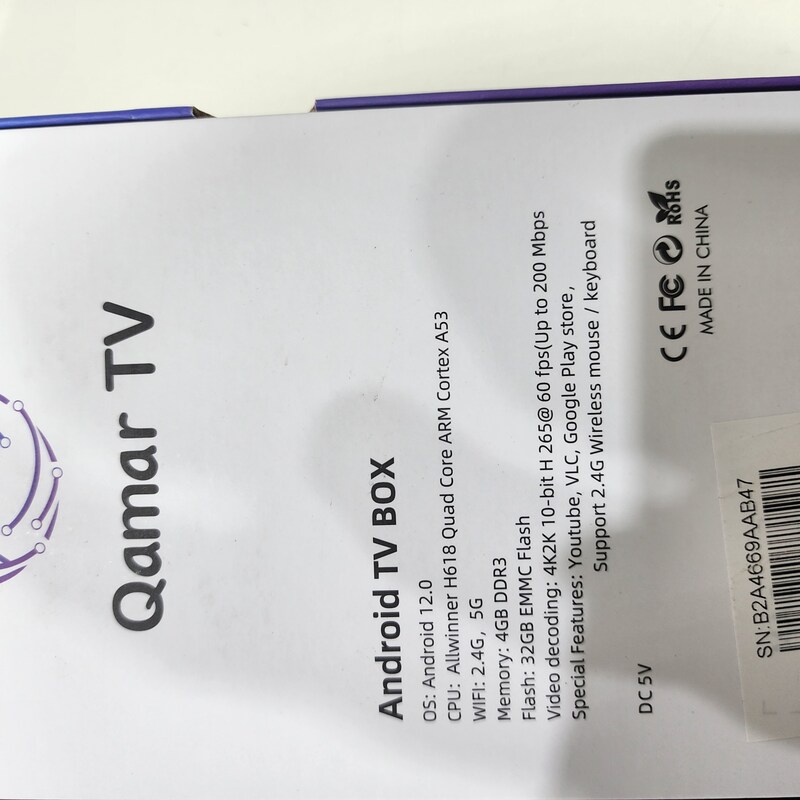 Qamar TV
Android TV BOX
OS: Android 12.0
CPU: Allwinner H618 Quad Core ARM Cortex A53
WIFI: 2.4G, 5G
Memory: 4GB DDR3
Flash: 32GB EMMC Flash
Video decoding: 4K2K 10-bit H 265@ 60 fps(Up to 200 Mbps
Special Features: Youtube, VLC, Google Play store,
Support 2.4G Wireless mouse / keyboard
DC 5V
CE FC RoHS
MADE IN CHINA
SN:B2A4669AAB47